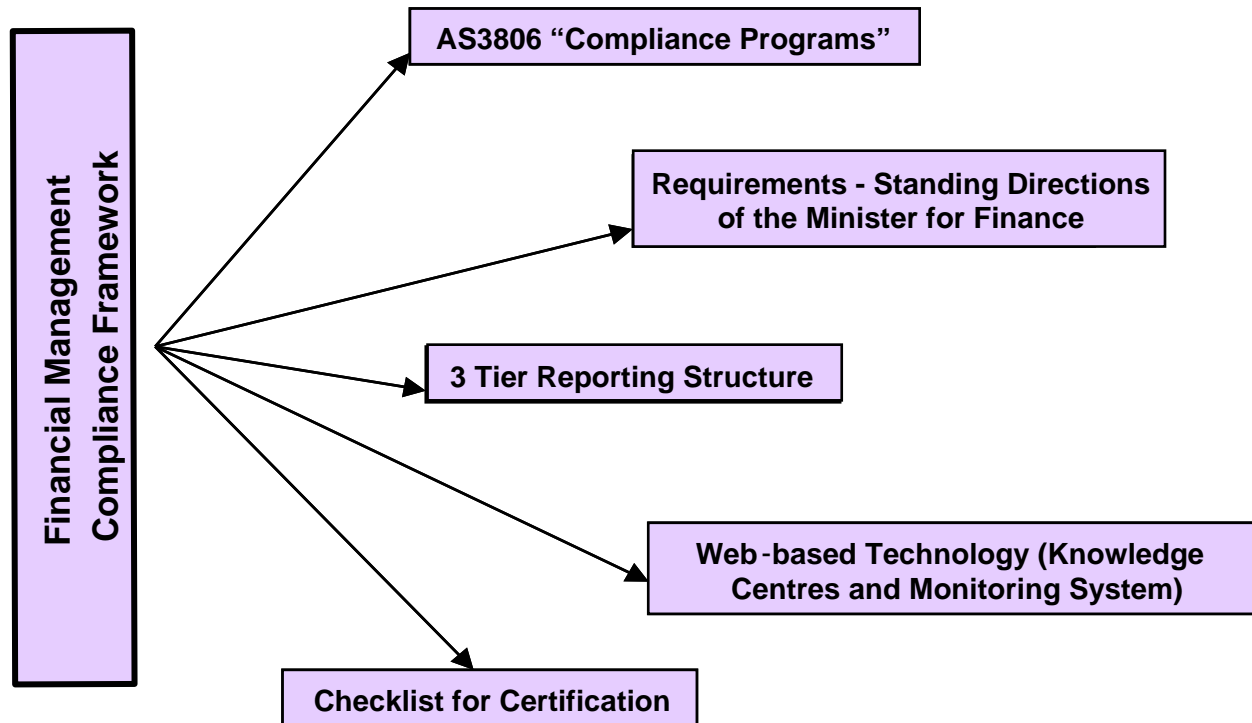 Financial Management
Compliance Framework
AS3806 “Compliance Programs”
Requirements - Standing Directions
of the Minister for Finance
3 Tier Reporting Structure
Web-based Technology (Knowledge
Centres and Monitoring System)
Checklist for Certification